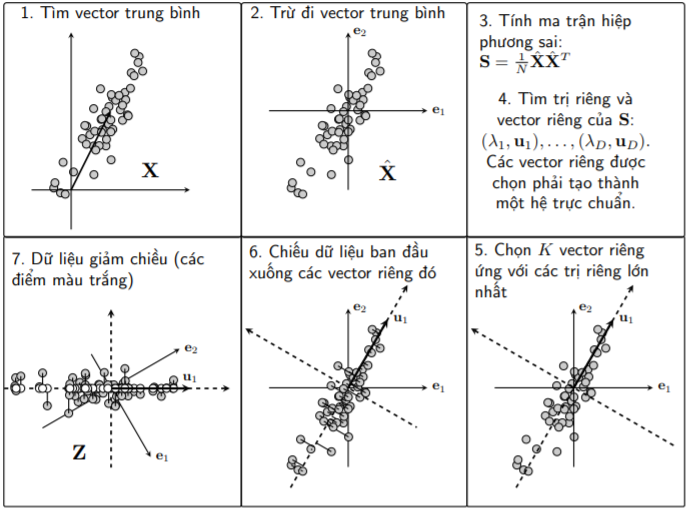 1. Tìm vector trung bình
X
2. Trừ đi vector trung bình
e₂
e₁
X̂
3. Tính ma trận hiệp
phương sai:
S = 1/N X̂X̂ᵀ
4. Tìm trị riêng và
vector riêng của S:
(λ₁, u₁), . . . , (λ_D, u_D).
Các vector riêng được
chọn phải tạo thành
một hệ trực chuẩn.
7. Dữ liệu giảm chiều (các
điểm màu trắng)
e₂
u₁
Z
e₁
6. Chiếu dữ liệu ban đầu
xuống các vector riêng đó
e₂
u₁
e₁
5. Chọn K vector riêng
ứng với các trị riêng lớn
nhất
e₂
u₁
e₁